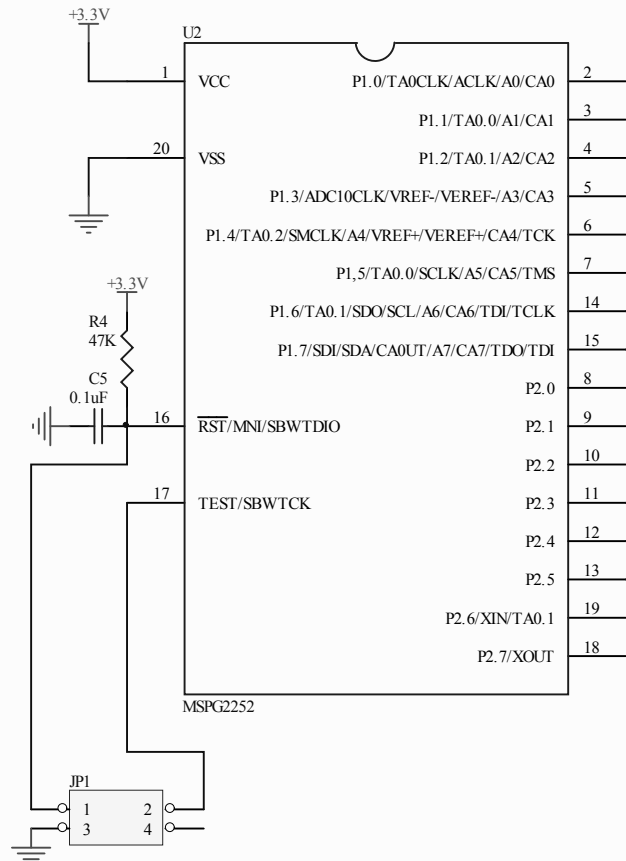 +3.3V
U2
1
VCC
P1.0/TA0CLK/ACLK/A0/CA0
2
P1.1/TA0.0/A1/CA1
3
20
VSS
P1.2/TA0.1/A2/CA2
4
P1.3/ADC10CLK/VREF-/VEREF-/A3/CA3
5
P1.4/TA0.2/SMCLK/A4/VREF+/VEREF+/CA4/TCK
6
P1,5/TA0.0/SCLK/A5/CA5/TMS
7
+3.3V
P1.6/TA0.1/SDO/SCL/A6/CA6/TDI/TCLK
14
R4
47K
P1.7/SDI/SDA/CA0UT/A7/CA7/TDO/TDI
15
C5
0.1uF
P2.0
8
16
RST/MNI/SBWTDIO
P2.1
9
P2.2
10
17
TEST/SBWTCK
P2.3
11
P2.4
12
P2.5
13
P2.6/XIN/TA0.1
19
P2.7/XOUT
18
MSPG2252
JP1
1
2
3
4